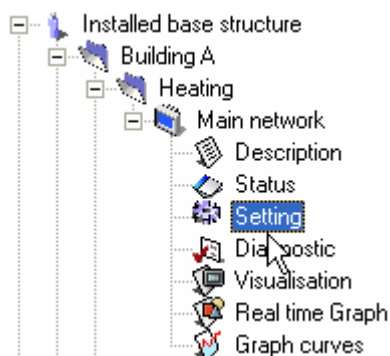 Installed base structure
Building A
Heating
Main network
Description
Status
Setting
Diagnostic
Visualisation
Real time Graph
Graph curves